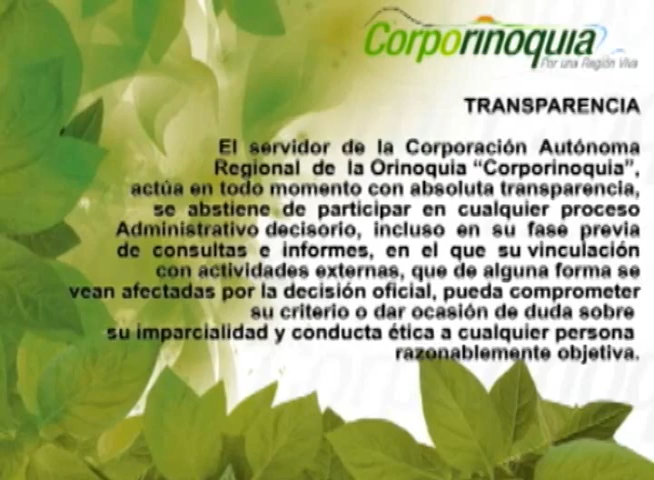 Corporinoquia
Por una Región Viva
TRANSPARENCIA
El servidor de la Corporación Autónoma
Regional de la Orinoquia “Corporinoquia”,
actúa en todo momento con absoluta transparencia,
se abstiene de participar en cualquier proceso
Administrativo decisorio, incluso en su fase previa
de consultas e informes, en el que su vinculación
con actividades externas, que de alguna forma se
vean afectadas por la decisión oficial, pueda comprometer
su criterio o dar ocasión de duda sobre
su imparcialidad y conducta ética a cualquier persona
razonablemente objetiva.